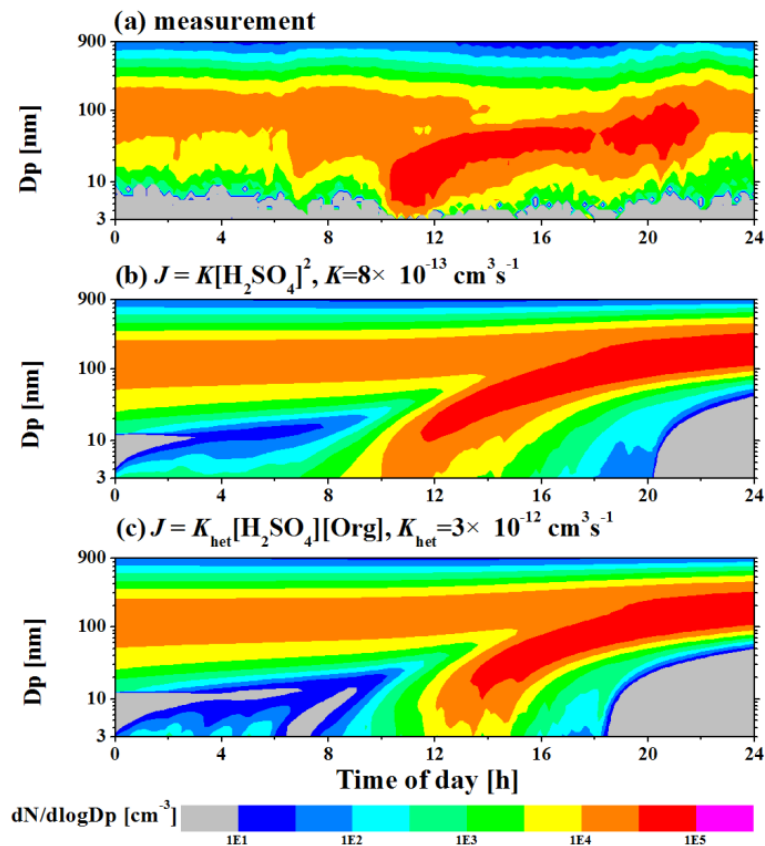 (a) measurement
900
100
10
3
Dp [nm]
0 4 8 12 16 20 24
(b) J = K[H₂SO₄]², K=8× 10⁻¹³ cm³s⁻¹
900
100
10
3
Dp [nm]
0 4 8 12 16 20 24
(c) J = K_het[H₂SO₄][Org], K_het=3× 10⁻¹² cm³s⁻¹
900
100
10
3
Dp [nm]
0 4 8 12 16 20 24
Time of day [h]
dN/dlogDp [cm⁻³]
1E1 1E2 1E3 1E4 1E5